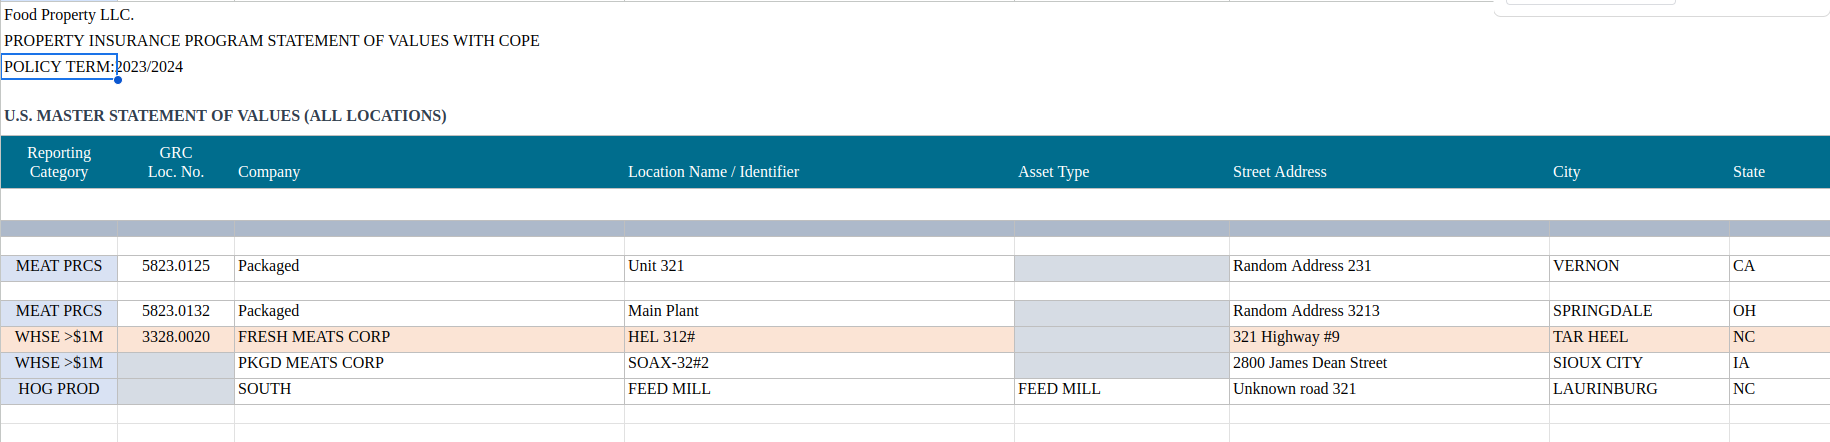 Food Property LLC.
PROPERTY INSURANCE PROGRAM STATEMENT OF VALUES WITH COPE
POLICY TERM:2023/2024
U.S. MASTER STATEMENT OF VALUES (ALL LOCATIONS)
Reporting Category GRC Loc. No. Company Location Name / Identifier Asset Type Street Address City State
MEAT PRCS 5823.0125 Packaged Unit 321 Random Address 231 VERNON CA
MEAT PRCS 5823.0132 Packaged Main Plant Random Address 3213 SPRINGDALE OH
WHSE >$1M 3328.0020 FRESH MEATS CORP HEL 312# 321 Highway #9 TAR HEEL NC
WHSE >$1M PKGD MEATS CORP SOAX-32#2 2800 James Dean Street SIOUX CITY IA
HOG PROD SOUTH FEED MILL FEED MILL Unknown road 321 LAURINBURG NC